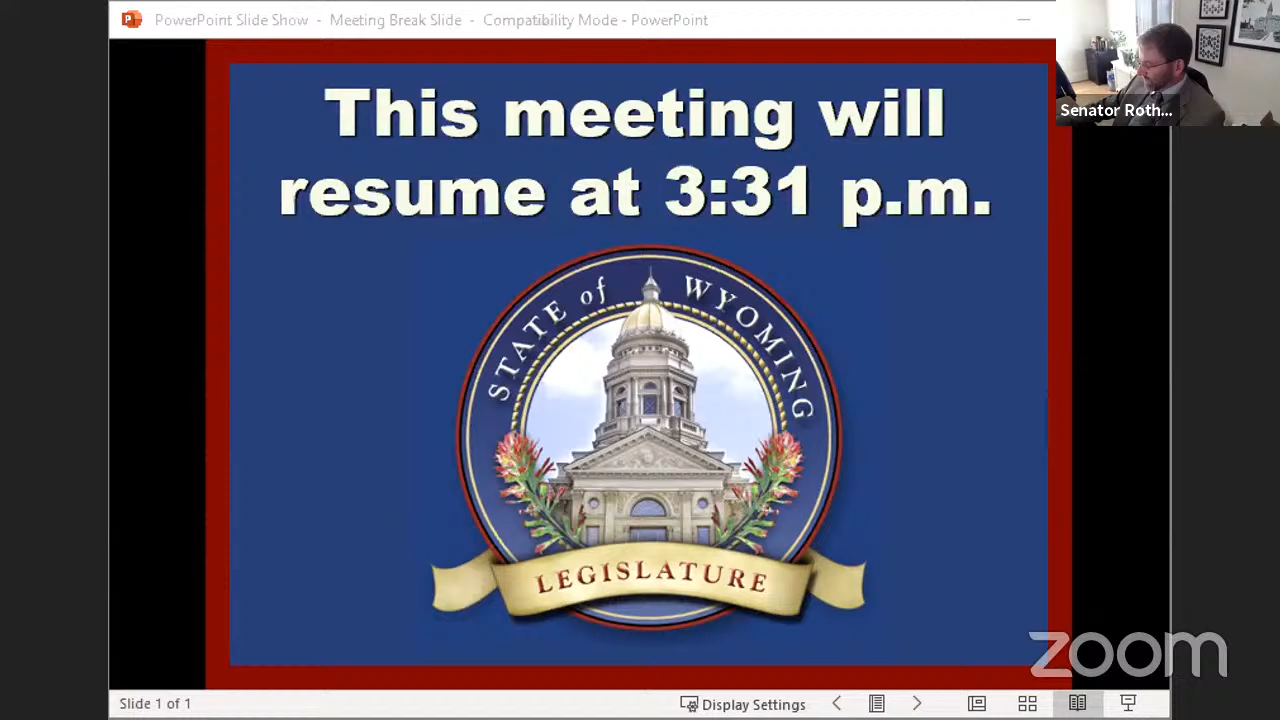 PowerPoint Slide Show - Meeting Break Slide - Compatibility Mode - PowerPoint
Senator Roth...
This meeting will
resume at 3:31 p.m.
STATE of WYOMING
LEGISLATURE
zoom
Slide 1 of 1
Display Settings